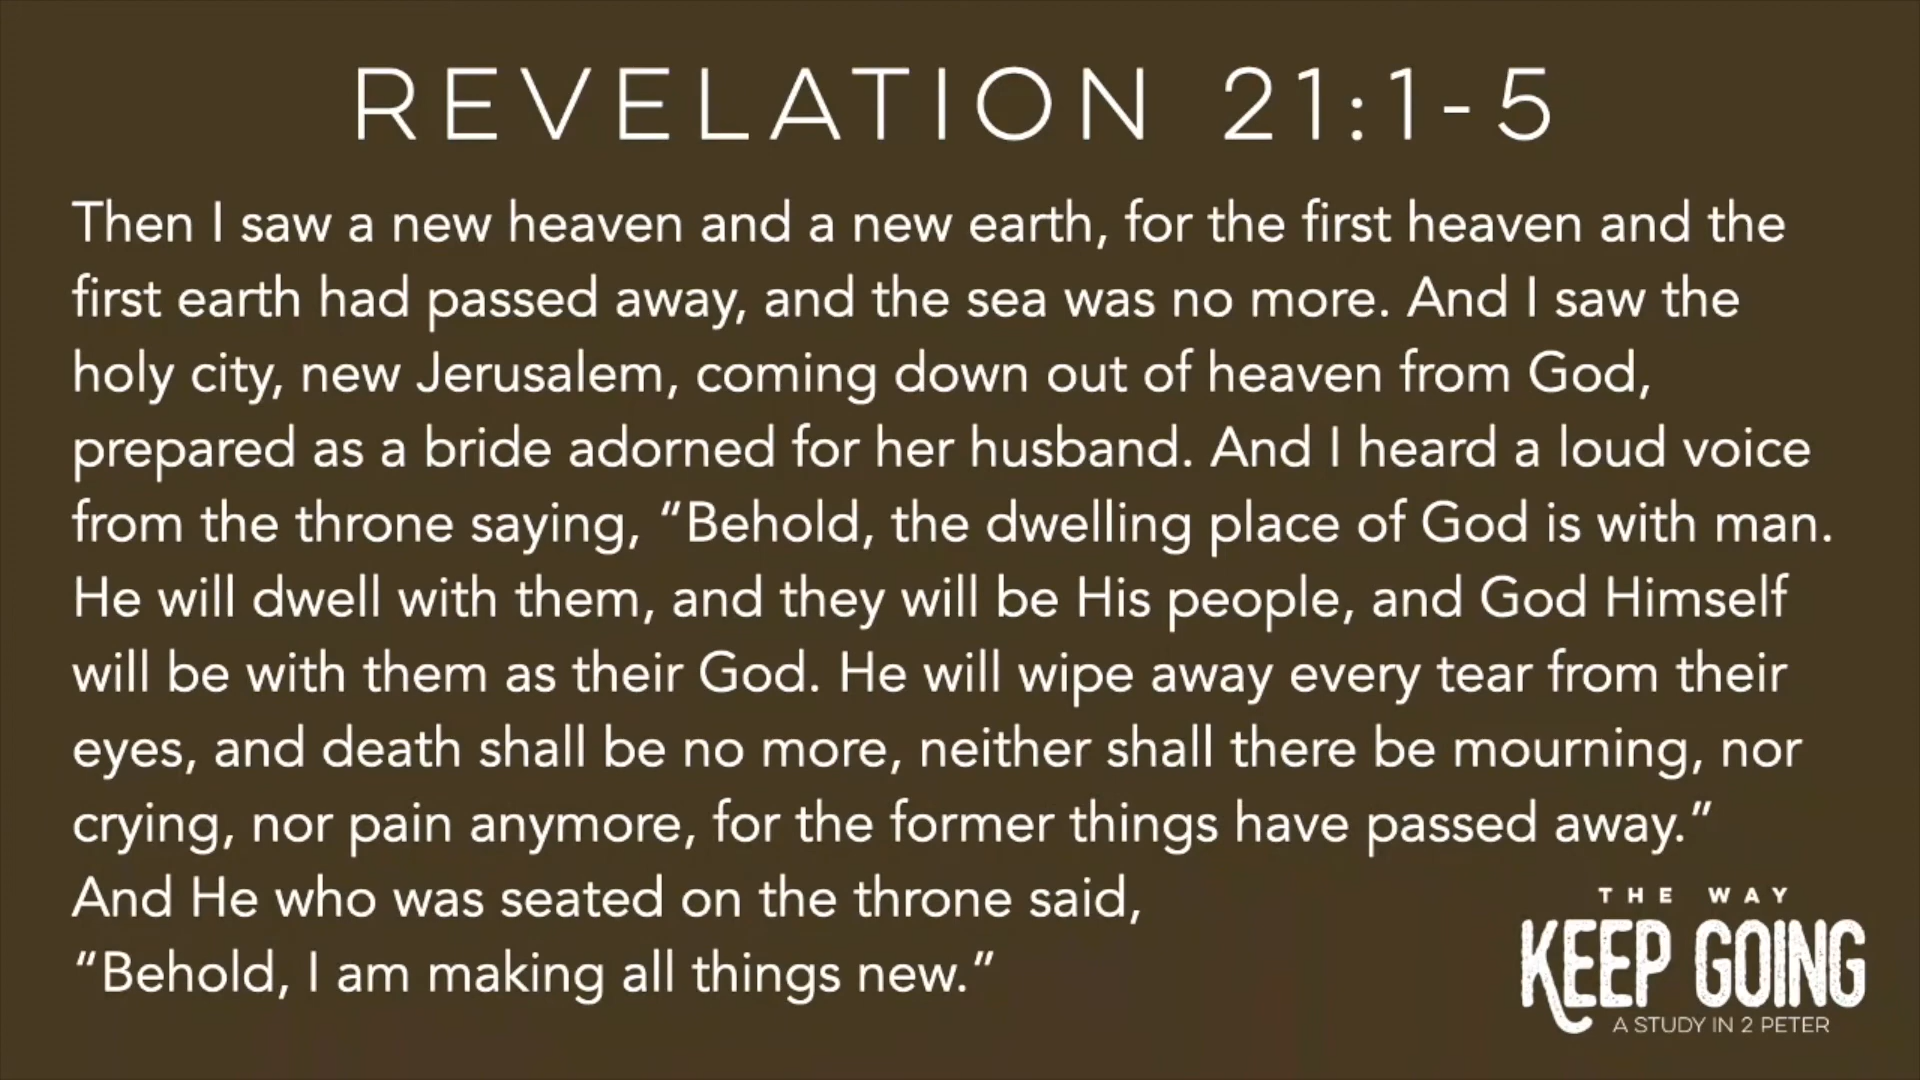 REVELATION 21:1-5
Then I saw a new heaven and a new earth, for the first heaven and the
first earth had passed away, and the sea was no more. And I saw the
holy city, new Jerusalem, coming down out of heaven from God,
prepared as a bride adorned for her husband. And I heard a loud voice
from the throne saying, “Behold, the dwelling place of God is with man.
He will dwell with them, and they will be His people, and God Himself
will be with them as their God. He will wipe away every tear from their
eyes, and death shall be no more, neither shall there be mourning, nor
crying, nor pain anymore, for the former things have passed away.”
And He who was seated on the throne said,
“Behold, I am making all things new.”
THE WAY
KEEP GOING
A STUDY IN 2 PETER